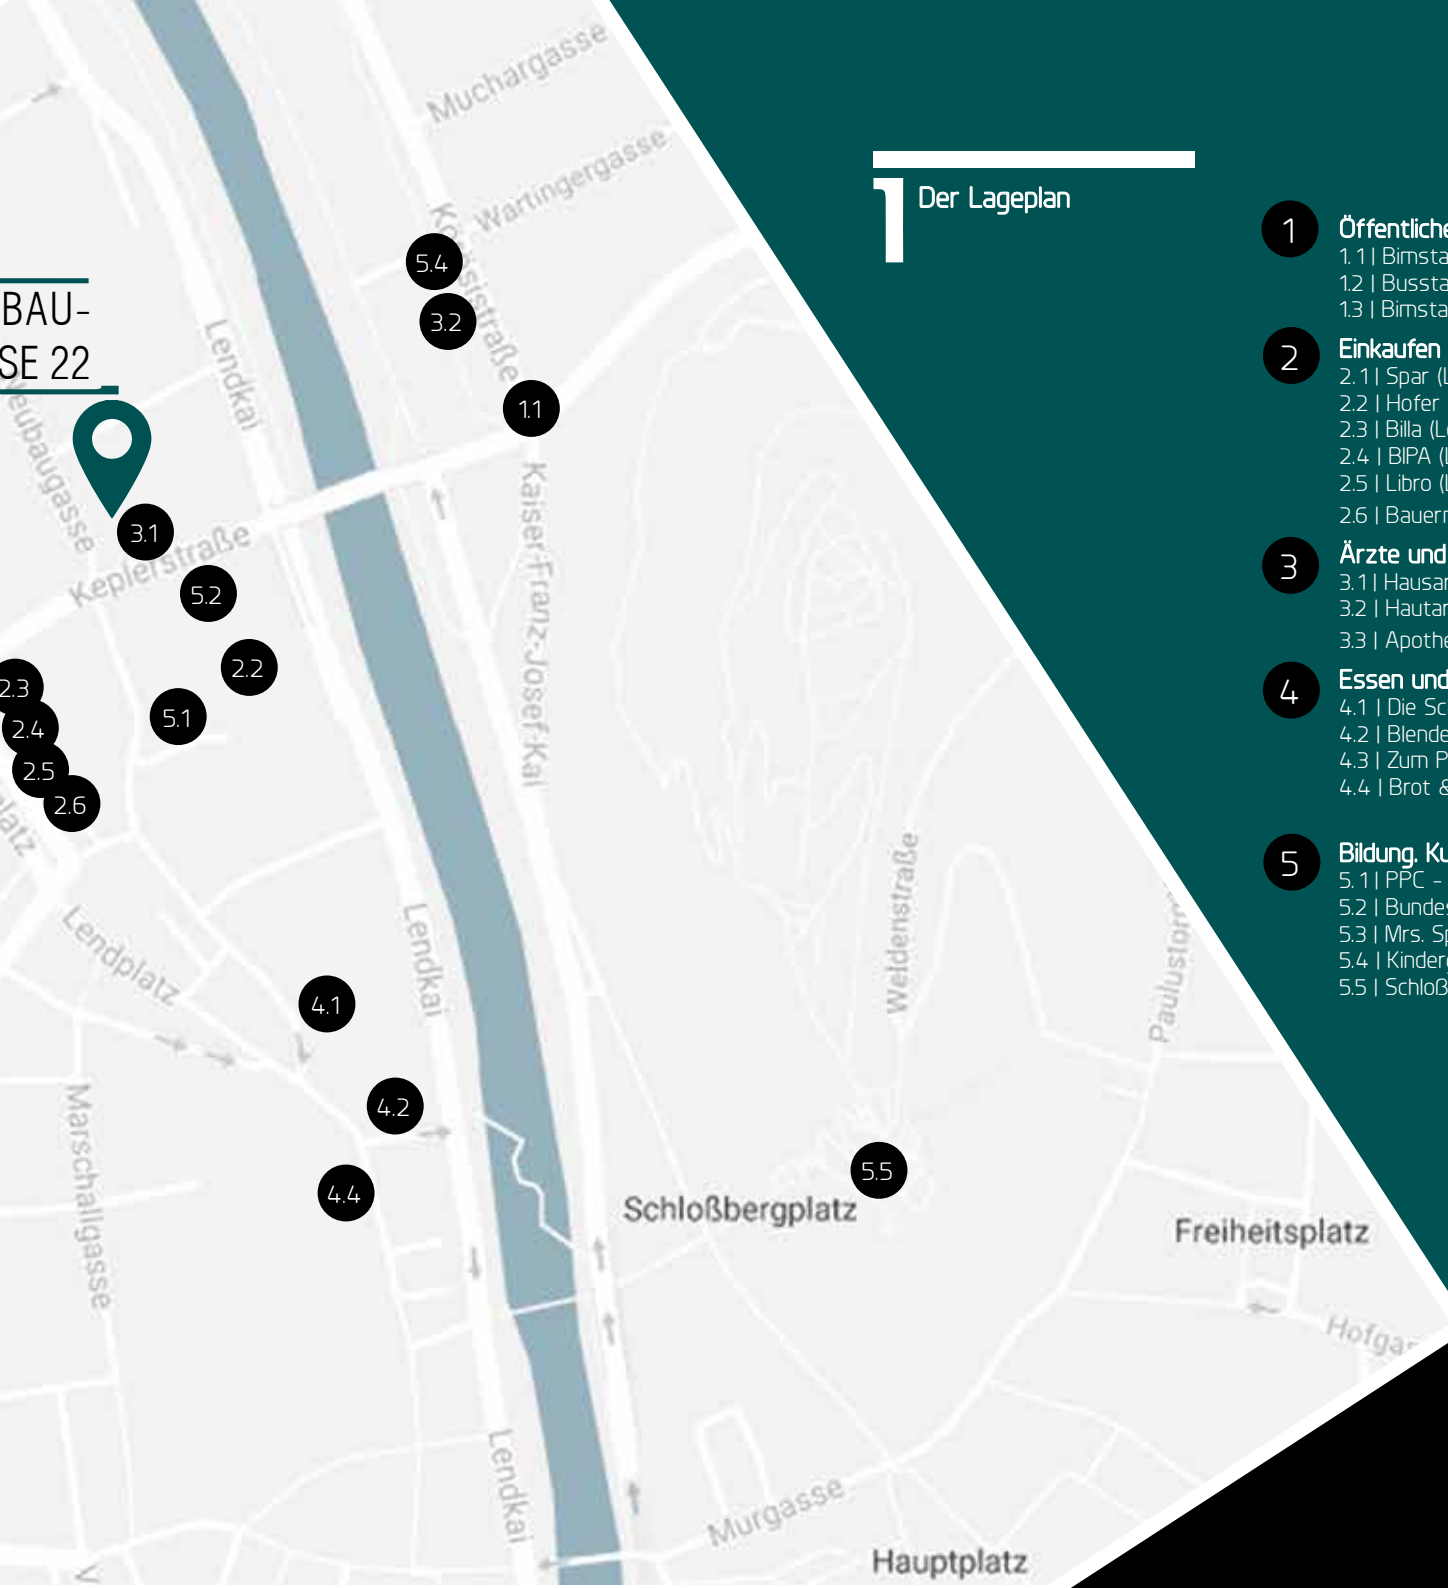 Muchargasse
Wartingergasse
5.4
3.2
1.1
BAU-
SE 22
Lendkai
Neubaugasse
3.1
Keplerstraße
5.2
2.2
5.1
2.3
2.4
2.5
2.6
Kaiser-Franz-Josef-Kai
Lendplatz
Lendkai
4.1
4.2
4.4
Marschallgasse
Weldenstraße
5.5
Schloßbergplatz
Freiheitsplatz
Lendkai
Murgasse
Hauptplatz
1 Der Lageplan
1 Öffentliche
1.1 | Bimsta
1.2 | Bussta
1.3 | Bimsta
2 Einkaufen
2.1 | Spar (L
2.2 | Hofer
2.3 | Billa (Le
2.4 | BIPA (L
2.5 | Libro (L
2.6 | Bauern
3 Ärzte und
3.1 | Hausar
3.2 | Hautar
3.3 | Apothe
4 Essen und
4.1 | Die Sc
4.2 | Blende
4.3 | Zum P
4.4 | Brot &
5 Bildung. Ku
5.1 | PPC -
5.2 | Bundes
5.3 | Mrs. Sp
5.4 | Kinderg
5.5 | Schloß